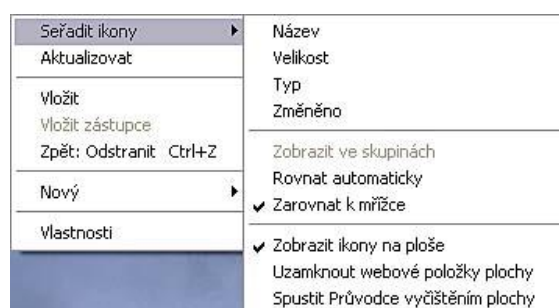 Seřadit ikony
Aktualizovat
Vložit
Vložit zástupce
Zpět: Odstranit Ctrl+Z
Nový
Vlastnosti
Název
Velikost
Typ
Změněno
Zobrazit ve skupinách
Rovnat automaticky
Zarovnat k mřížce
Zobrazit ikony na ploše
Uzamknout webové položky plochy
Spustit Průvodce vyčištěním plochy